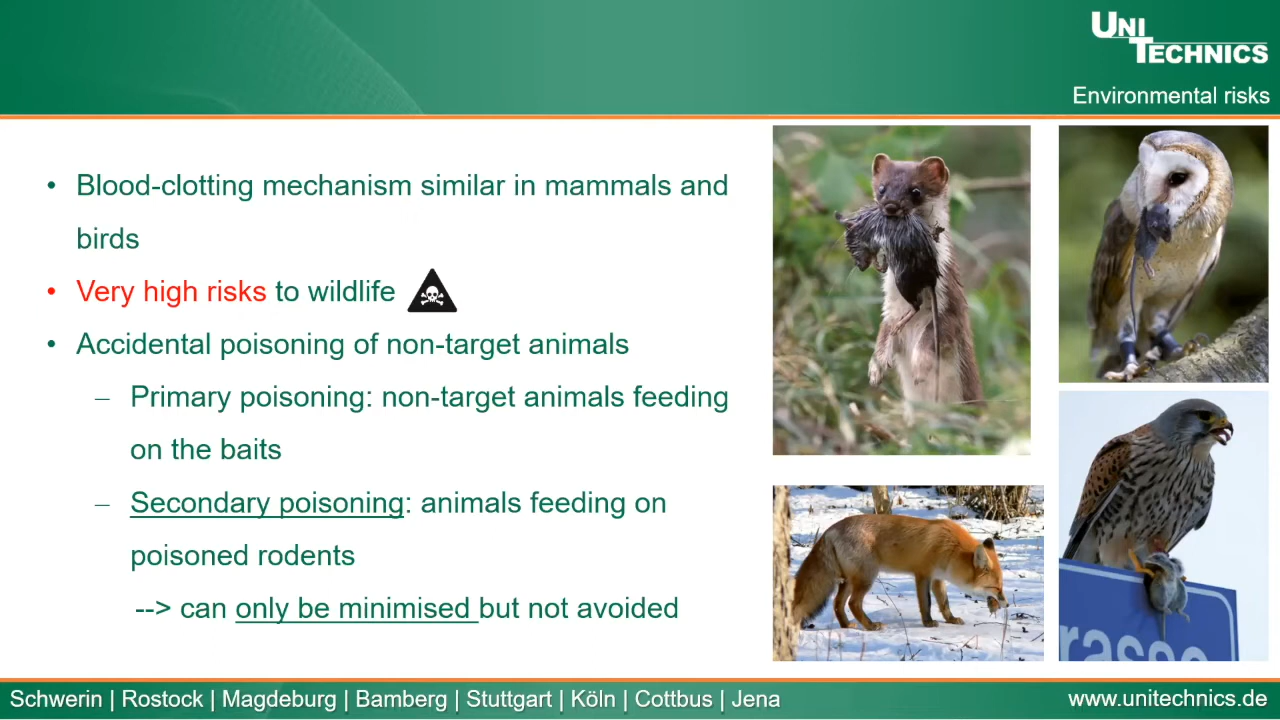 UNI
TECHNICS
Environmental risks
• Blood-clotting mechanism similar in mammals and
birds
• Very high risks to wildlife
• Accidental poisoning of non-target animals
– Primary poisoning: non-target animals feeding
on the baits
– Secondary poisoning: animals feeding on
poisoned rodents
--> can only be minimised but not avoided
Schwerin | Rostock | Magdeburg | Bamberg | Stuttgart | Köln | Cottbus | Jena
www.unitechnics.de